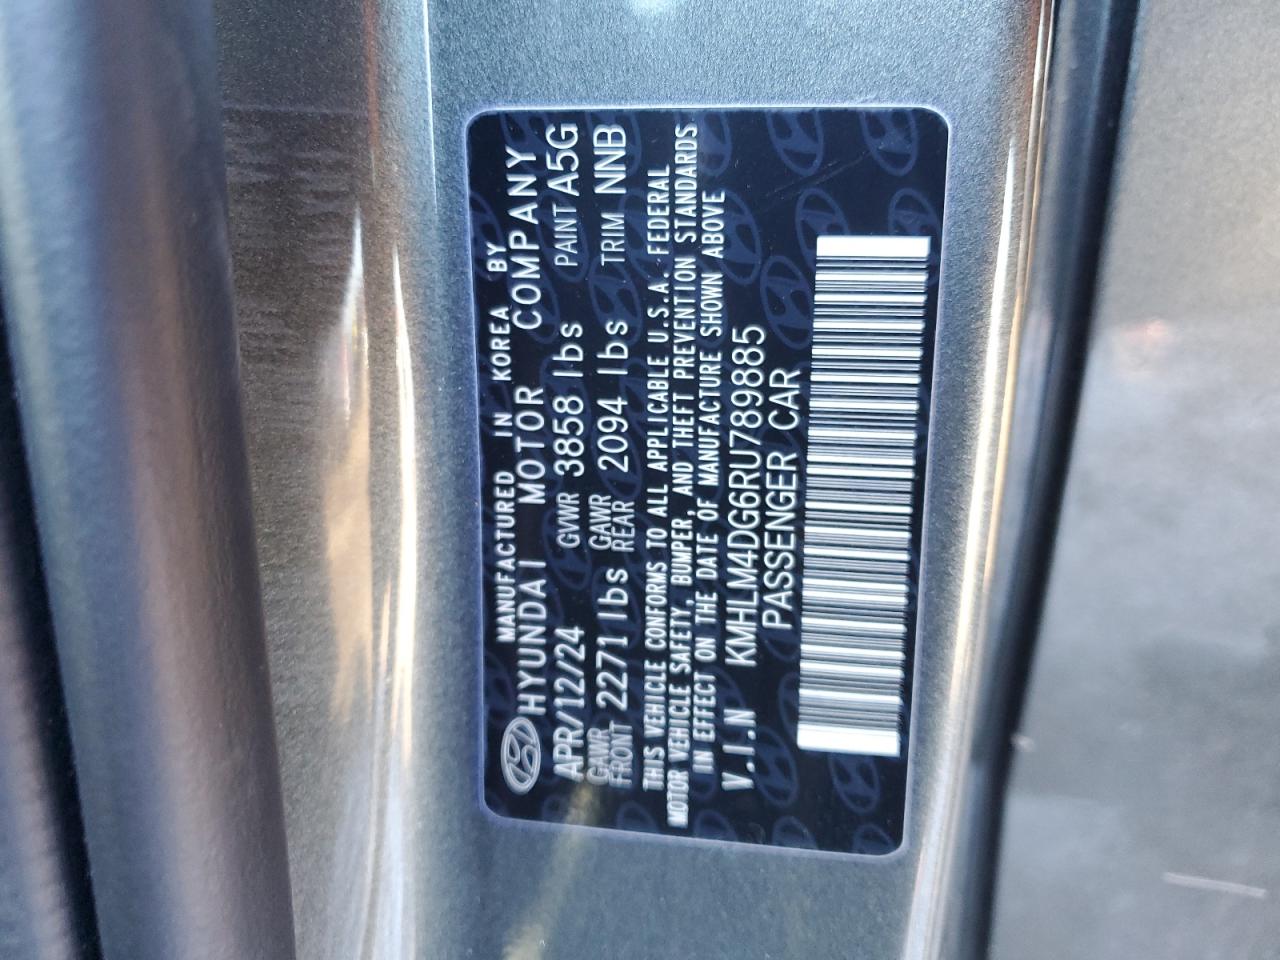 MANUFACTURED IN KOREA BY
HYUNDAI MOTOR COMPANY
APR/12/24 GVWR 3858 lbs PAINT A5G
GAWR FRONT 2271 lbs GAWR REAR 2094 lbs TRIM NNB
THIS VEHICLE CONFORMS TO ALL APPLICABLE U.S.A. FEDERAL
MOTOR VEHICLE SAFETY, BUMPER, AND THEFT PREVENTION STANDARDS
IN EFFECT ON THE DATE OF MANUFACTURE SHOWN ABOVE
V.I.N KMHLM4DG6RU789885
PASSENGER CAR